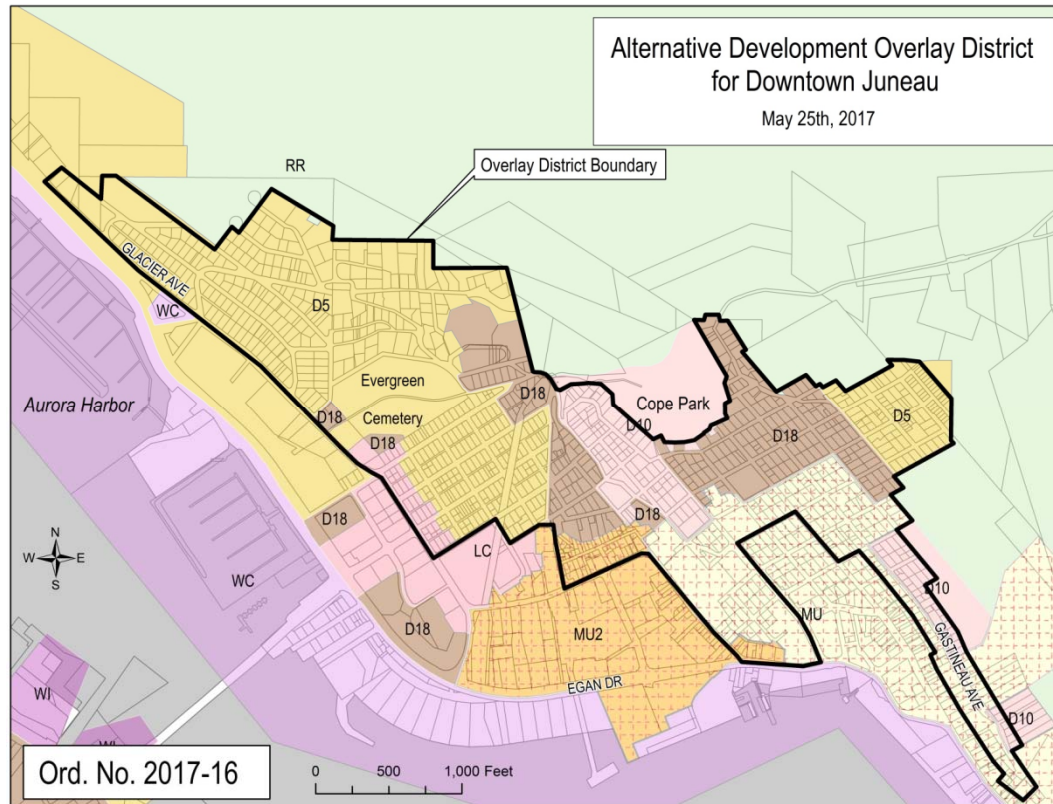 Alternative Development Overlay District
for Downtown Juneau
May 25th, 2017
RR
Overlay District Boundary
GLACIER AVE
WC
D5
Aurora Harbor
Evergreen
Cemetery
D18
D18
D18
Cope Park
D10
D18
D5
D18
D18
LC
N
W
E
S
WC
D18
MU2
MU
D10
GASTINEAU AVE
EGAN DR
D10
WI
Ord. No. 2017-16
0 500 1,000 Feet